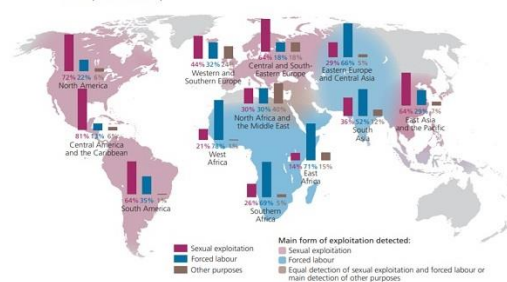 72% 22% 6%
North America
44% 32% 24%
Western and
Southern Europe
64% 18% 18%
Central and South-
Eastern Europe
29% 66% 5%
Eastern Europe
and Central Asia
81% 13% 6%
Central America
and the Caribbean
30% 30% 40%
North Africa and
the Middle East
36% 52% 12%
South
Asia
64% 29% 7%
East Asia
and the Pacific
21%
West
Africa
14% 71% 15%
East
Africa
64% 35% 1%
South America
26% 69% 5%
Southern
Africa
Sexual exploitation
Forced labour
Other purposes
Main form of exploitation detected:
Sexual exploitation
Forced labour
Equal detection of sexual exploitation and forced labour or
main detection of other purposes